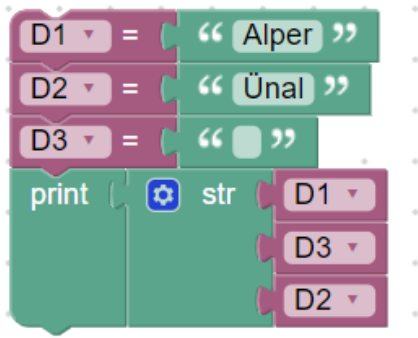 D1 = “ Alper ”
D2 = “ Ünal ”
D3 = “ ”
print str D1
D3
D2